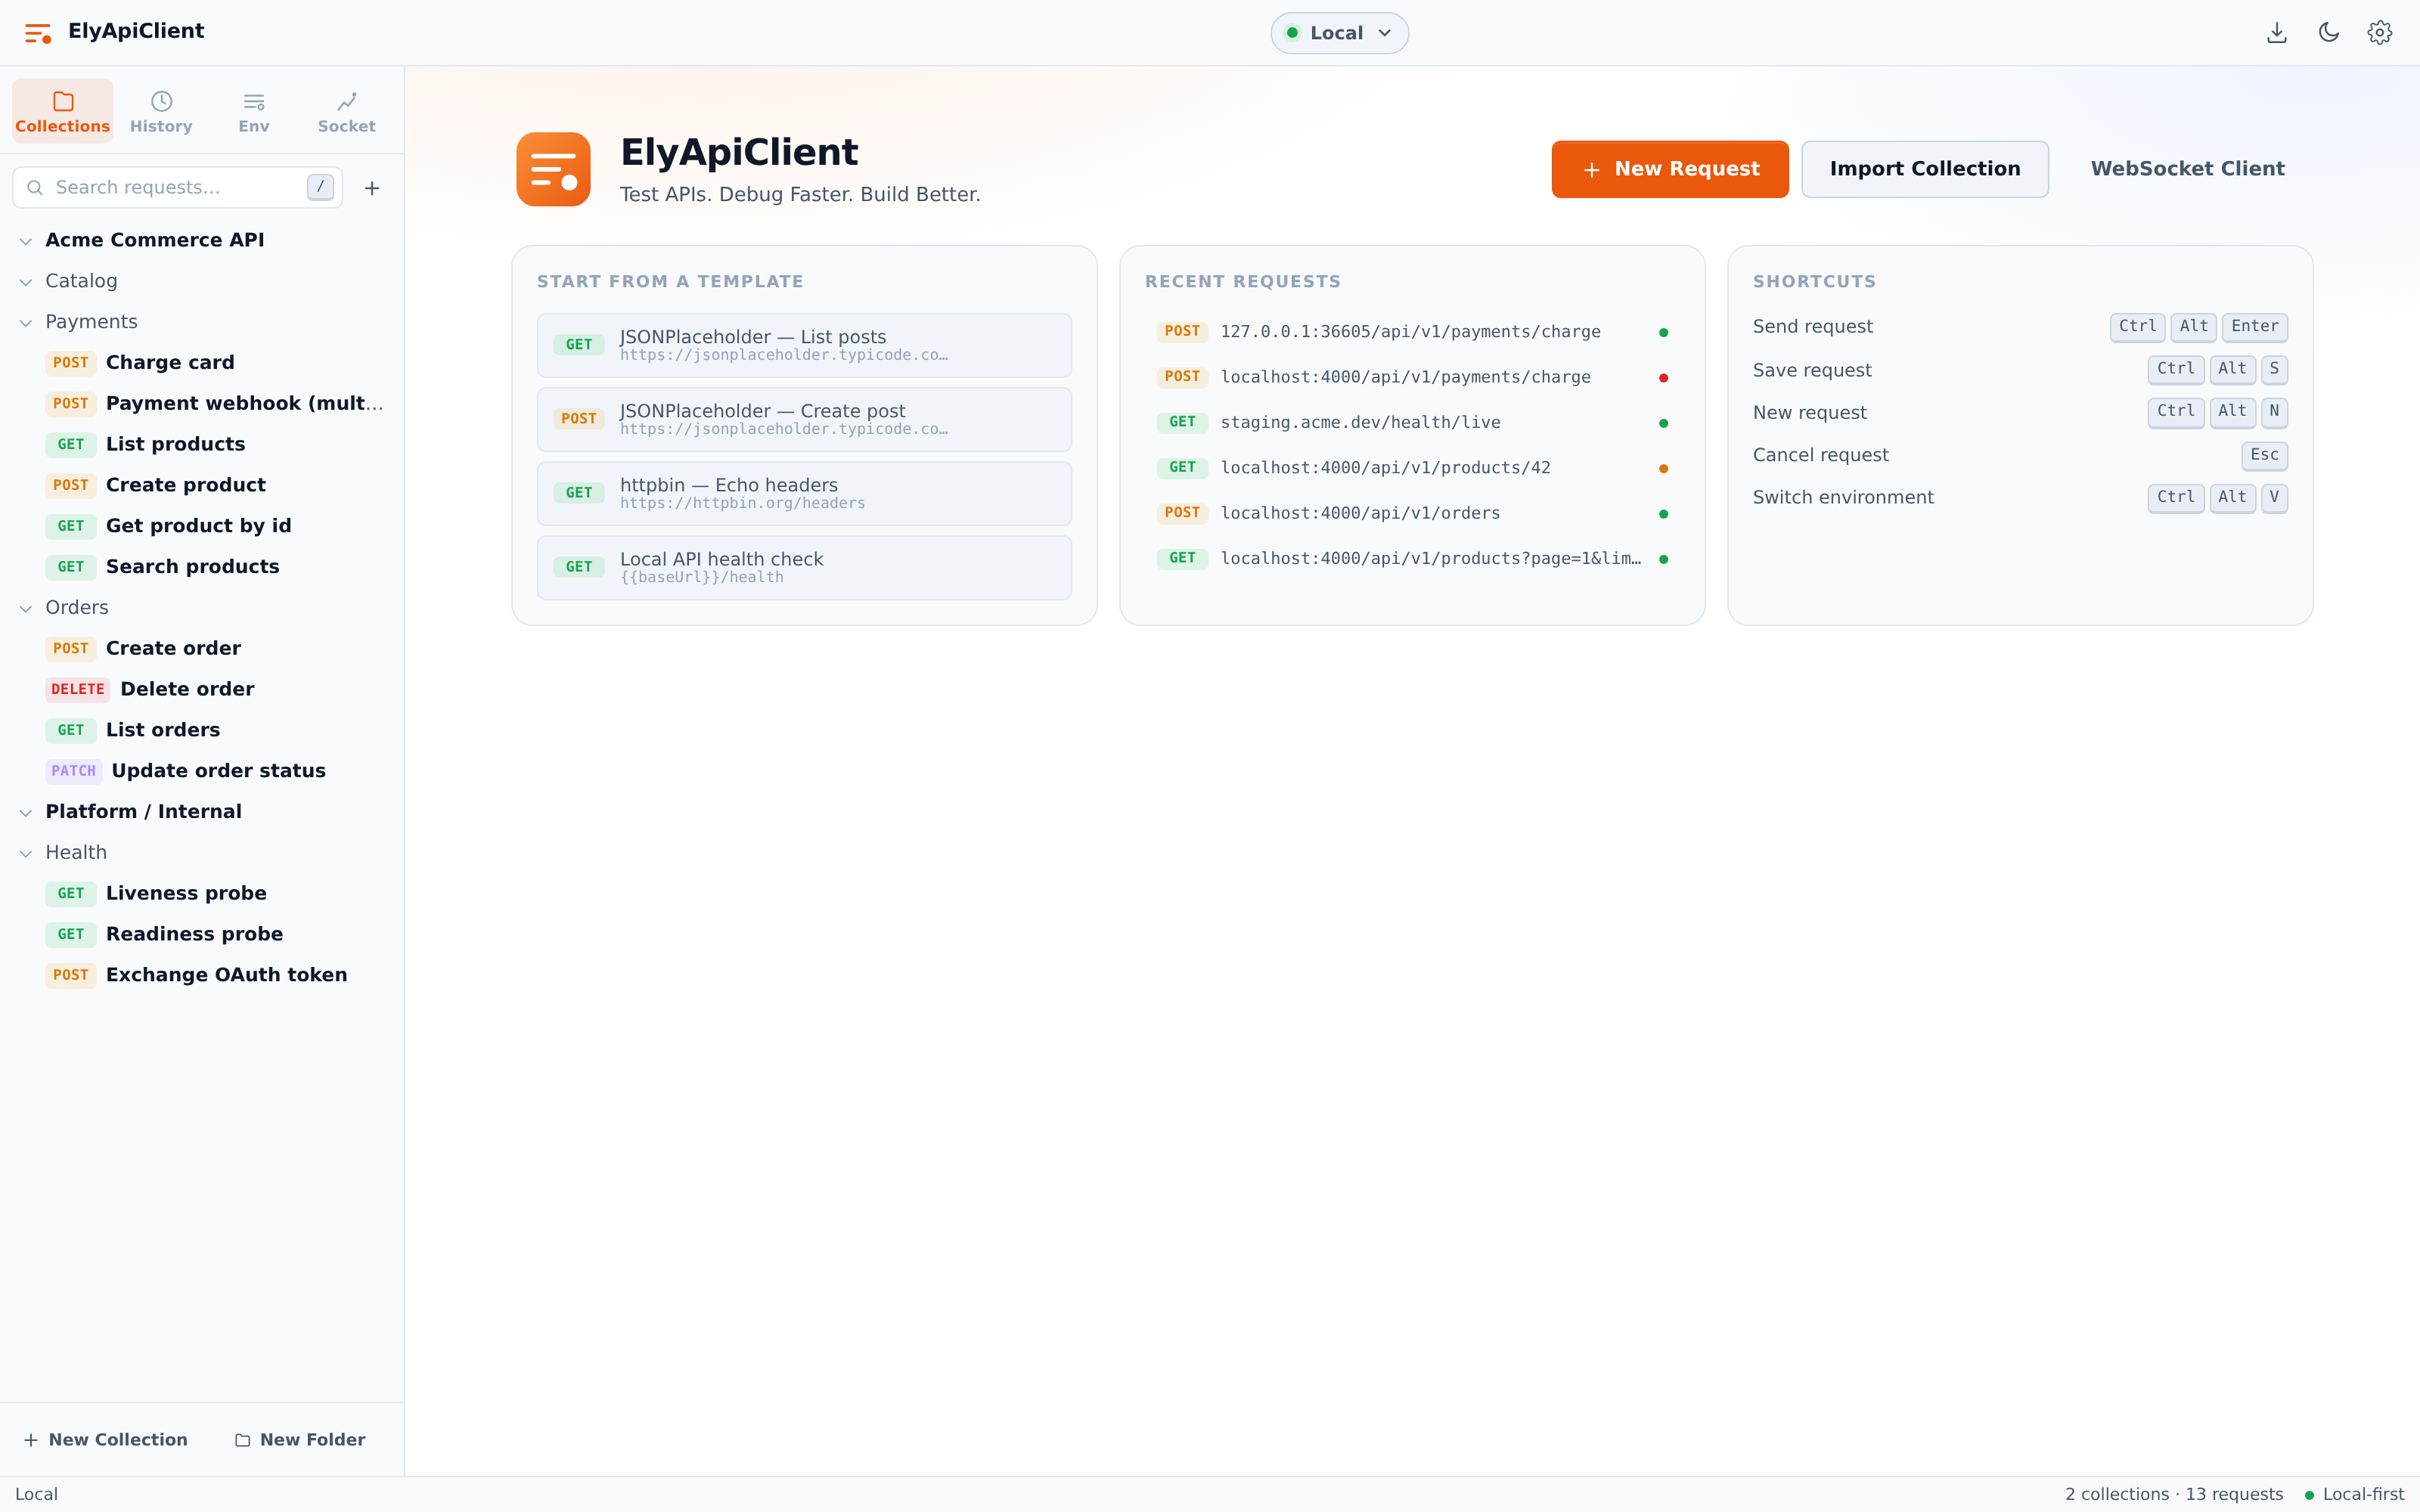 ElyApiClient
Local
Collections
History
Env
Socket
Search requests...
/
Acme Commerce API
Catalog
Payments
POST Charge card
POST Payment webhook (mult...
GET List products
POST Create product
GET Get product by id
GET Search products
Orders
POST Create order
DELETE Delete order
GET List orders
PATCH Update order status
Platform / Internal
Health
GET Liveness probe
GET Readiness probe
POST Exchange OAuth token
New Collection
New Folder
ElyApiClient
Test APIs. Debug Faster. Build Better.
New Request
Import Collection
WebSocket Client
START FROM A TEMPLATE
GET JSONPlaceholder — List posts
https://jsonplaceholder.typicode.co…
POST JSONPlaceholder — Create post
https://jsonplaceholder.typicode.co…
GET httpbin — Echo headers
https://httpbin.org/headers
GET Local API health check
{{baseUrl}}/health
RECENT REQUESTS
POST 127.0.0.1:36605/api/v1/payments/charge
POST localhost:4000/api/v1/payments/charge
GET staging.acme.dev/health/live
GET localhost:4000/api/v1/products/42
POST localhost:4000/api/v1/orders
GET localhost:4000/api/v1/products?page=1&lim…
SHORTCUTS
Send request Ctrl Alt Enter
Save request Ctrl Alt S
New request Ctrl Alt N
Cancel request Esc
Switch environment Ctrl Alt V
Local
2 collections · 13 requests
Local-first